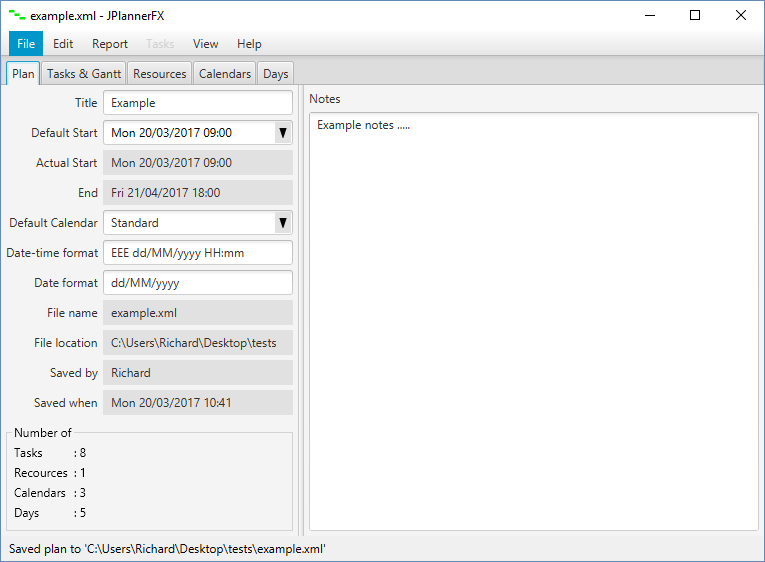 example.xml - JPlannerFX
File Edit Report Tasks View Help
Plan Tasks & Gantt Resources Calendars Days
Title Example
Default Start Mon 20/03/2017 09:00
Actual Start Mon 20/03/2017 09:00
End Fri 21/04/2017 18:00
Default Calendar Standard
Date-time format EEE dd/MM/yyyy HH:mm
Date format dd/MM/yyyy
File name example.xml
File location C:\Users\Richard\Desktop\tests
Saved by Richard
Saved when Mon 20/03/2017 10:41
Number of
Tasks : 8
Recources : 1
Calendars : 3
Days : 5
Notes
Example notes .....
Saved plan to 'C:\Users\Richard\Desktop\tests\example.xml'